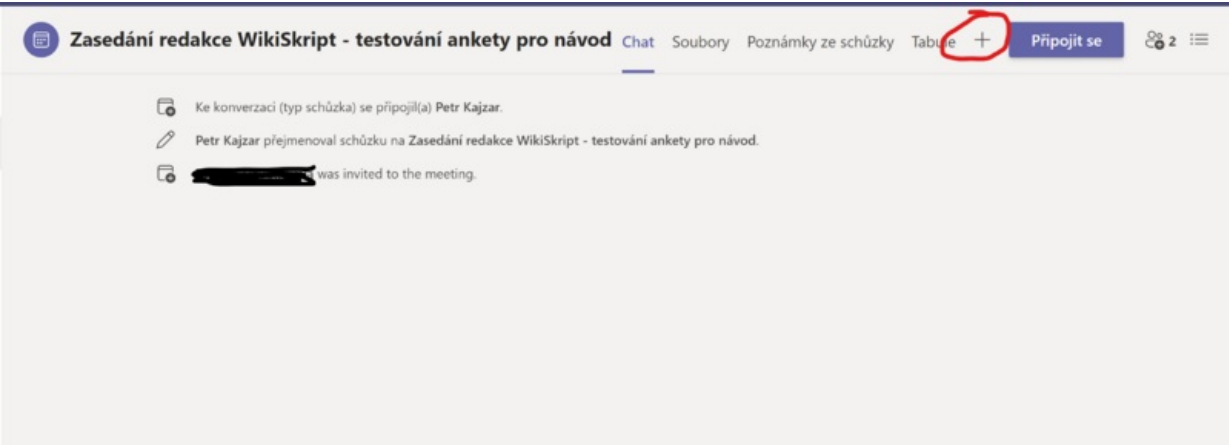 Zasedání redakce WikiSkript - testování ankety pro návod Chat Soubory Poznámky ze schůzky Tabule + Připojit se 2
Ke konverzaci (typ schůzka) se připojil(a) Petr Kajzar.
Petr Kajzar přejmenoval schůzku na Zasedání redakce WikiSkript - testování ankety pro návod.
was invited to the meeting.